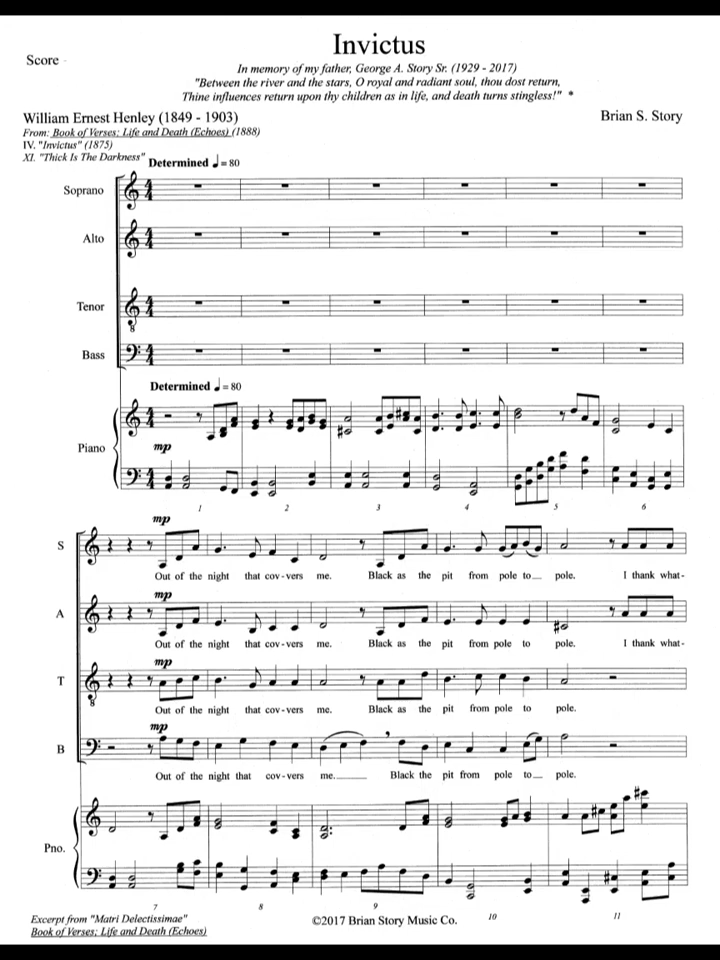 Invictus
Score
In memory of my father, George A. Story Sr. (1929 - 2017)
"Between the river and the stars, O royal and radiant soul, thou dost return,
Thine influences return upon thy children as in life, and death turns stingless!" *
William Ernest Henley (1849 - 1903)
Brian S. Story
From: Book of Verses: Life and Death (Echoes) (1888)
IV. "Invictus" (1875)
XI. "Thick Is The Darkness"
Determined ♩ = 80
Soprano
Alto
Tenor
8
Bass
Determined ♩ = 80
Piano
mp
1 2 3 4 5 6
mp
S
Out of the night that cov - vers me. Black as the pit from pole to__ pole. I thank what-
mp
A
Out of the night that cov - vers me. Black as the pit from pole to pole. I thank what-
mp
T
8
Out of the night that cov - vers me. Black as the pit from pole to pole.
mp
B
Out of the night that cov - vers me.______ Black the pit from pole to__ pole.
Pno.
7 8 9 10 11
Excerpt from "Matri Delectissimae"
Book of Verses: Life and Death (Echoes)
©2017 Brian Story Music Co.